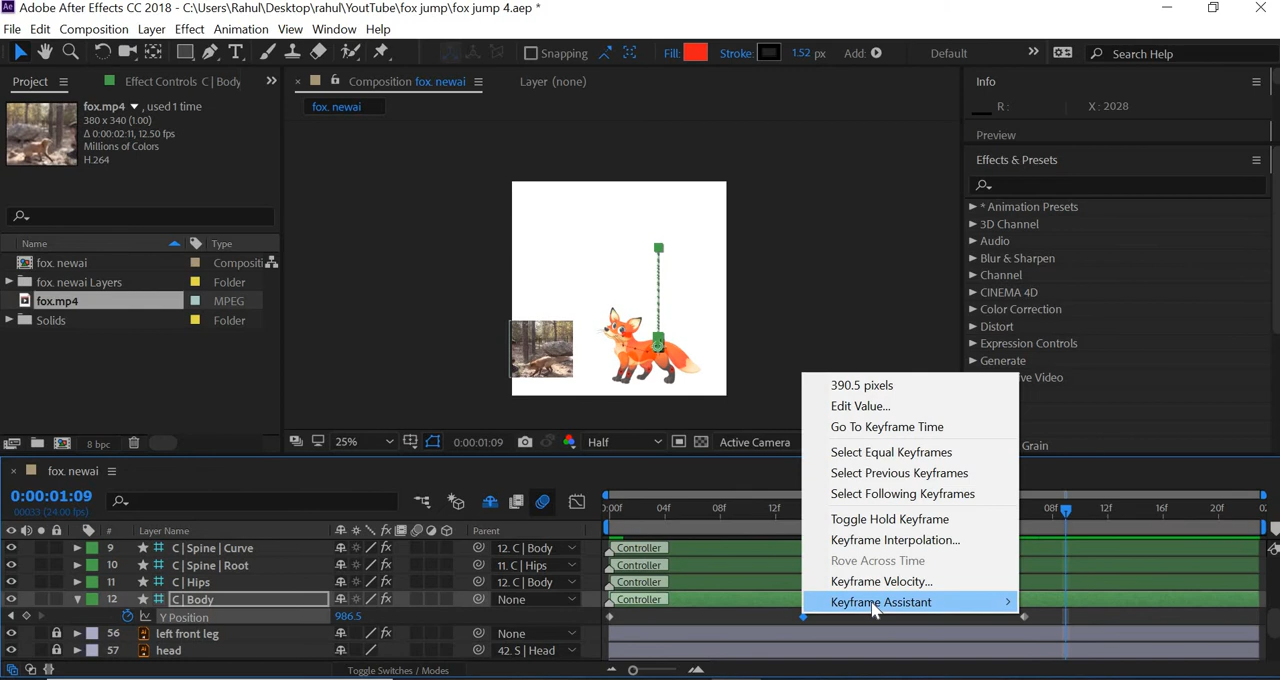 Adobe After Effects CC 2018 - C:\Users\Rahul\Desktop\rahul\YouTube\fox jump\fox jump 4.aep *
File Edit Composition Layer Effect Animation View Window Help
Snapping Fill: Stroke: 1.52 px Add: Default Search Help
Project Effect Controls C | Body
Composition fox. newai Layer (none)
Info
fox. newai
fox.mp4 , used 1 time
380 x 340 (1.00)
Δ 0:00:02:11, 12.50 fps
Millions of Colors
H.264
R : X : 2028
Preview
Effects & Presets
* Animation Presets
3D Channel
Audio
Blur & Sharpen
Channel
CINEMA 4D
Color Correction
Distort
Expression Controls
Generate
ve Video
Grain
Name Type
fox. newai Compositi
fox. newai Layers Folder
fox.mp4 MPEG
Solids Folder
8 bpc
25% 0:00:01:09 Half Active Camera
390.5 pixels
Edit Value...
Go To Keyframe Time
Select Equal Keyframes
Select Previous Keyframes
Select Following Keyframes
Toggle Hold Keyframe
Keyframe Interpolation...
Rove Across Time
Keyframe Velocity...
Keyframe Assistant
fox. newai
0:00:01:09
00033 (24.00 fps)
:00f 04f 08f 12f 08f 12f 16f 20f 02
# Layer Name Parent
9 C | Spine | Curve 12. C | Body Controller
10 C | Spine | Root 11. C | Hips Controller
11 C | Hips 12. C | Body Controller
12 C | Body None Controller
Y Position 986.5
56 left front leg None
57 head 42. S | Head
Toggle Switches / Modes